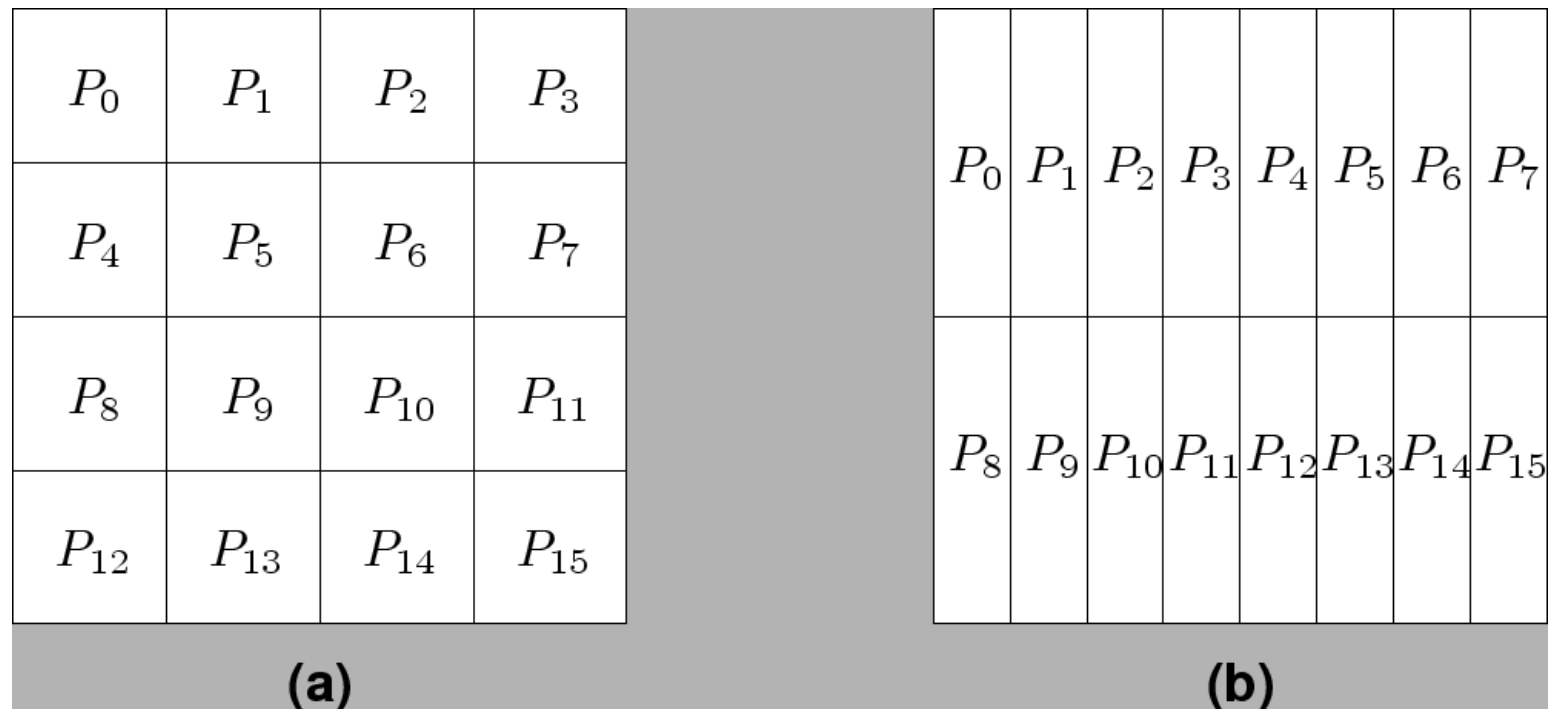 P₀ P₁ P₂ P₃
P₄ P₅ P₆ P₇
P₈ P₉ P₁₀ P₁₁
P₁₂ P₁₃ P₁₄ P₁₅
(a)
P₀ P₁ P₂ P₃ P₄ P₅ P₆ P₇
P₈ P₉ P₁₀ P₁₁ P₁₂ P₁₃ P₁₄ P₁₅
(b)